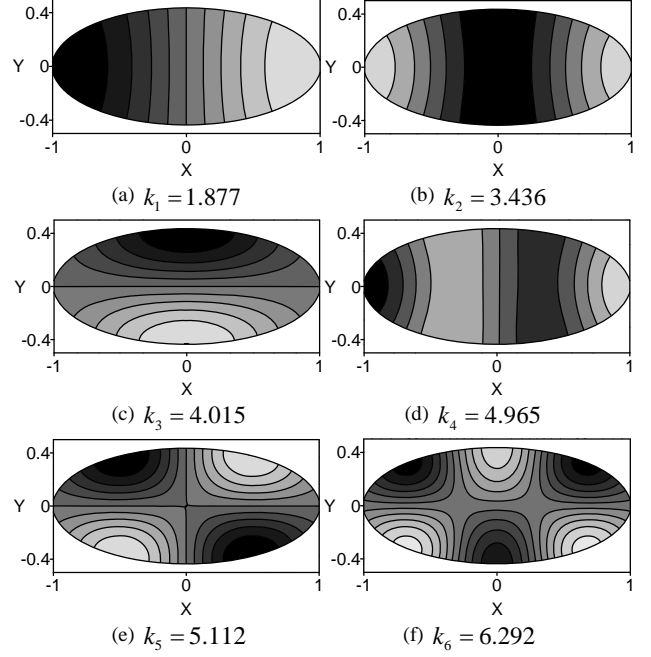 0.4 0.4
Y 0 Y 0
-0.4 -0.4
-1 0 1 -1 0 1
X X
(a) k₁ = 1.877 (b) k₂ = 3.436
0.4 0.4
Y 0 Y 0
-0.4 -0.4
-1 0 1 -1 0 1
X X
(c) k₃ = 4.015 (d) k₄ = 4.965
0.4 0.4
Y 0 Y 0
-0.4 -0.4
-1 0 1 -1 0 1
X X
(e) k₅ = 5.112 (f) k₆ = 6.292